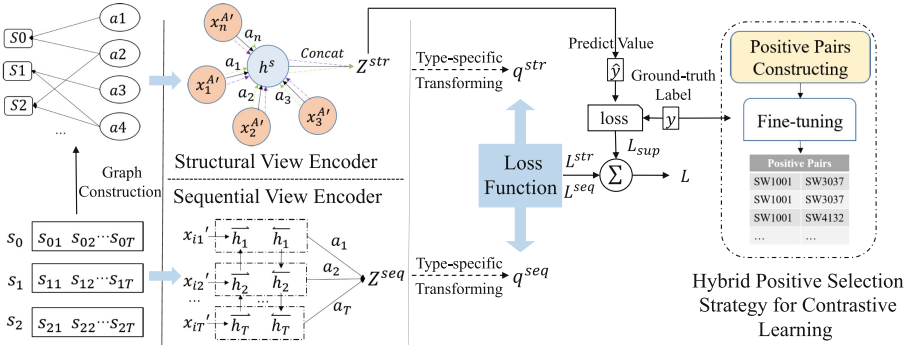 S0
S1
S2
...
a1
a2
a3
a4
Graph
Construction
s₀ s₀₁ s₀₂⋯s₀T
s₁ s₁₁ s₁₂⋯s₁T
s₂ s₂₁ s₂₂⋯s₂T
xₙᴬ′
x₁ᴬ′
x₂ᴬ′
x₃ᴬ′
hˢ
aₙ
a₁
a₂
a₃
Concat
Zˢᵗʳ
Structural View Encoder
Sequential View Encoder
xᵢ₁′ h₁→ h₁←
xᵢ₂′ h₂→ h₂←
... ...
xᵢT′ hT→ hT←
a₁
a₂
aT
Zˢᵉq
Type-specific
Transforming
qˢᵗʳ
Loss
Function
Type-specific
Transforming
qˢᵉq
Lˢᵗʳ
Lˢᵉq
Predict Value
ŷ
loss
Ground-truth
Label
y
Lₛᵤₚ
Σ
L
Positive Pairs
Constructing
Fine-tuning
Positive Pairs
SW1001 SW3037
SW1001 SW3037
SW1001 SW4132
... ...
Hybrid Positive Selection
Strategy for Contrastive
Learning